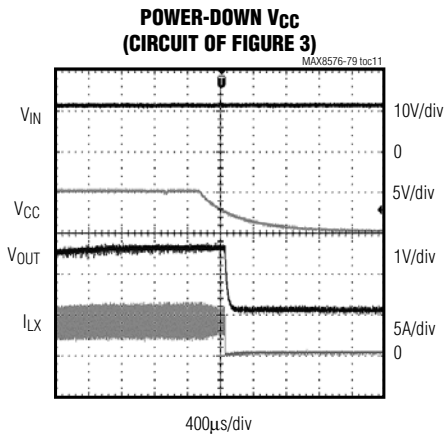 POWER-DOWN VCC
(CIRCUIT OF FIGURE 3)
MAX8576-79 toc11
VIN
10V/div
0
5V/div
VCC
VOUT
1V/div
ILX
5A/div
0
400µs/div